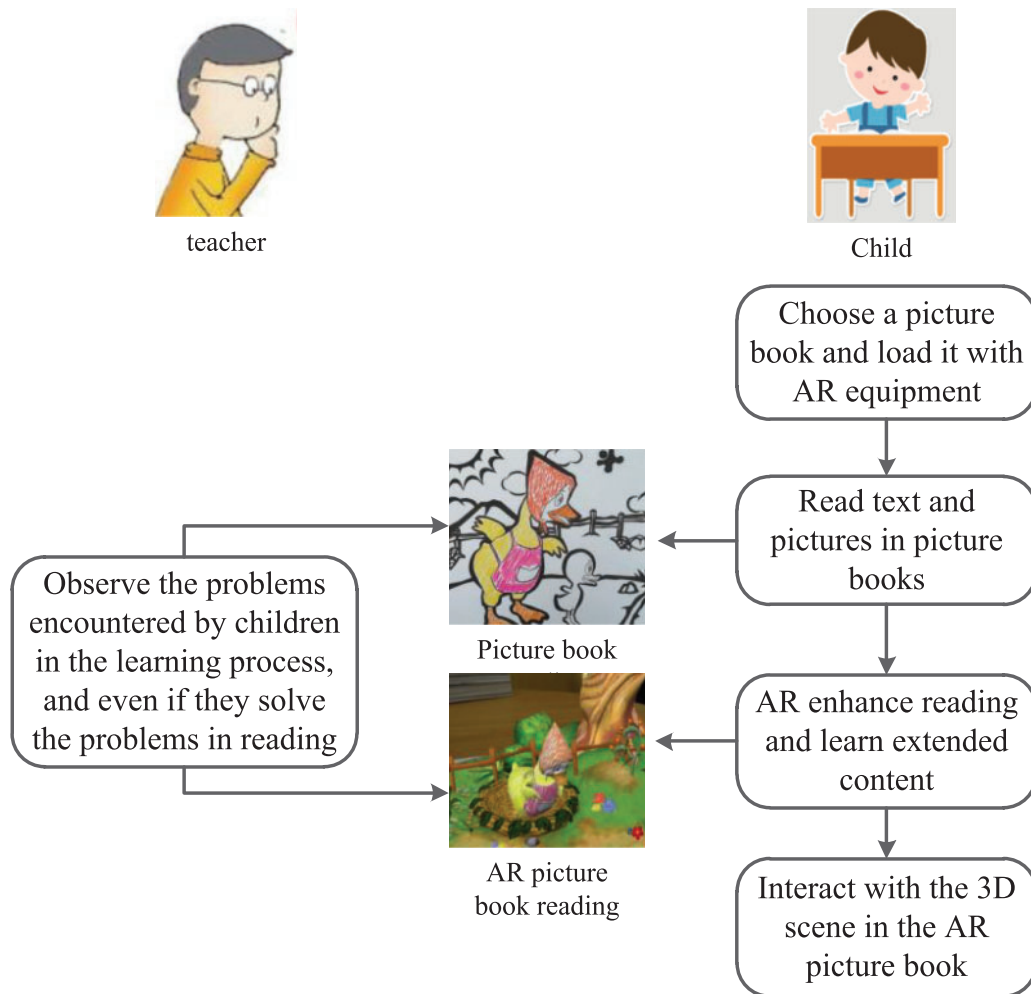 teacher
Child
Choose a picture
book and load it with
AR equipment
Read text and
pictures in picture
books
Observe the problems
encountered by children
in the learning process,
and even if they solve
the problems in reading
Picture book
AR enhance reading
and learn extended
content
AR picture
book reading
Interact with the 3D
scene in the AR
picture book